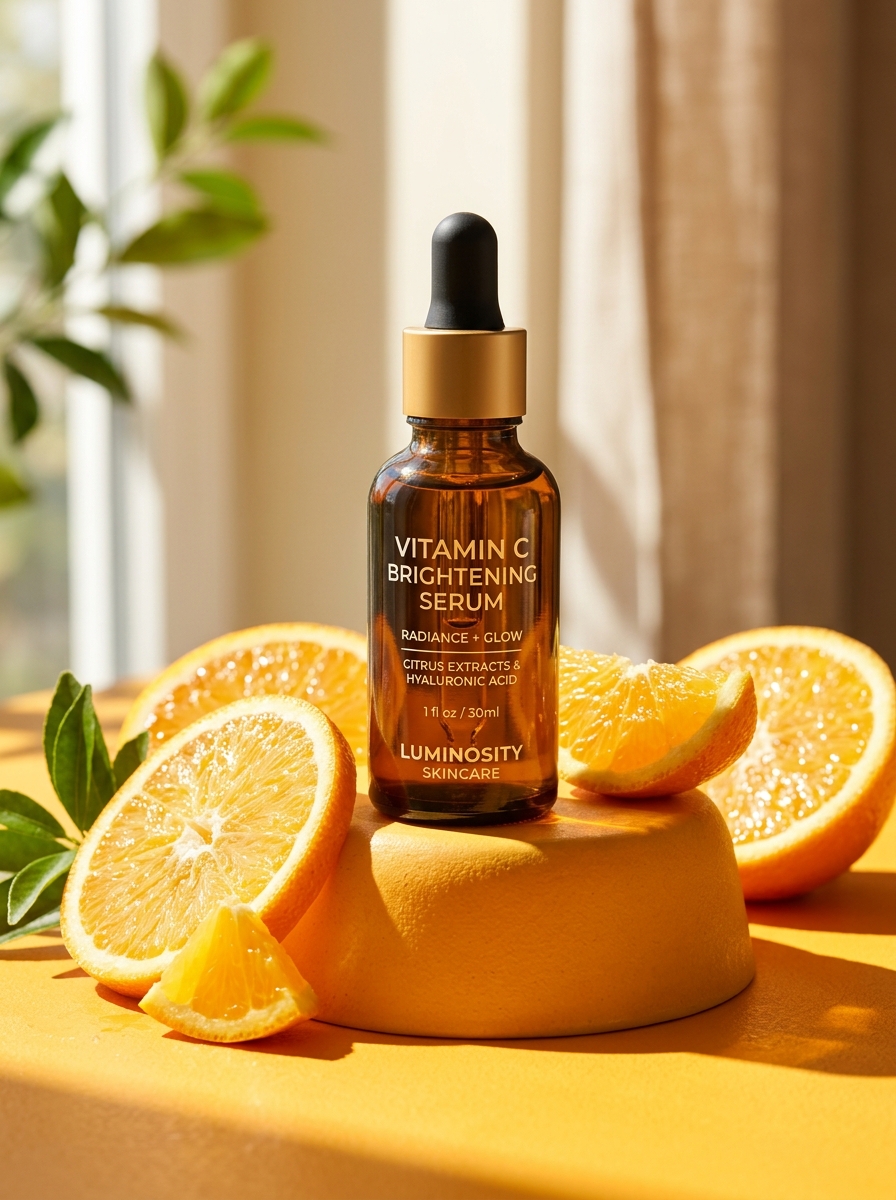 VITAMIN C
BRIGHTENING
SERUM
RADIANCE + GLOW
CITRUS EXTRACTS &
HYALURONIC ACID
1 fl oz / 30ml
LUMINOSITY
SKINCARE